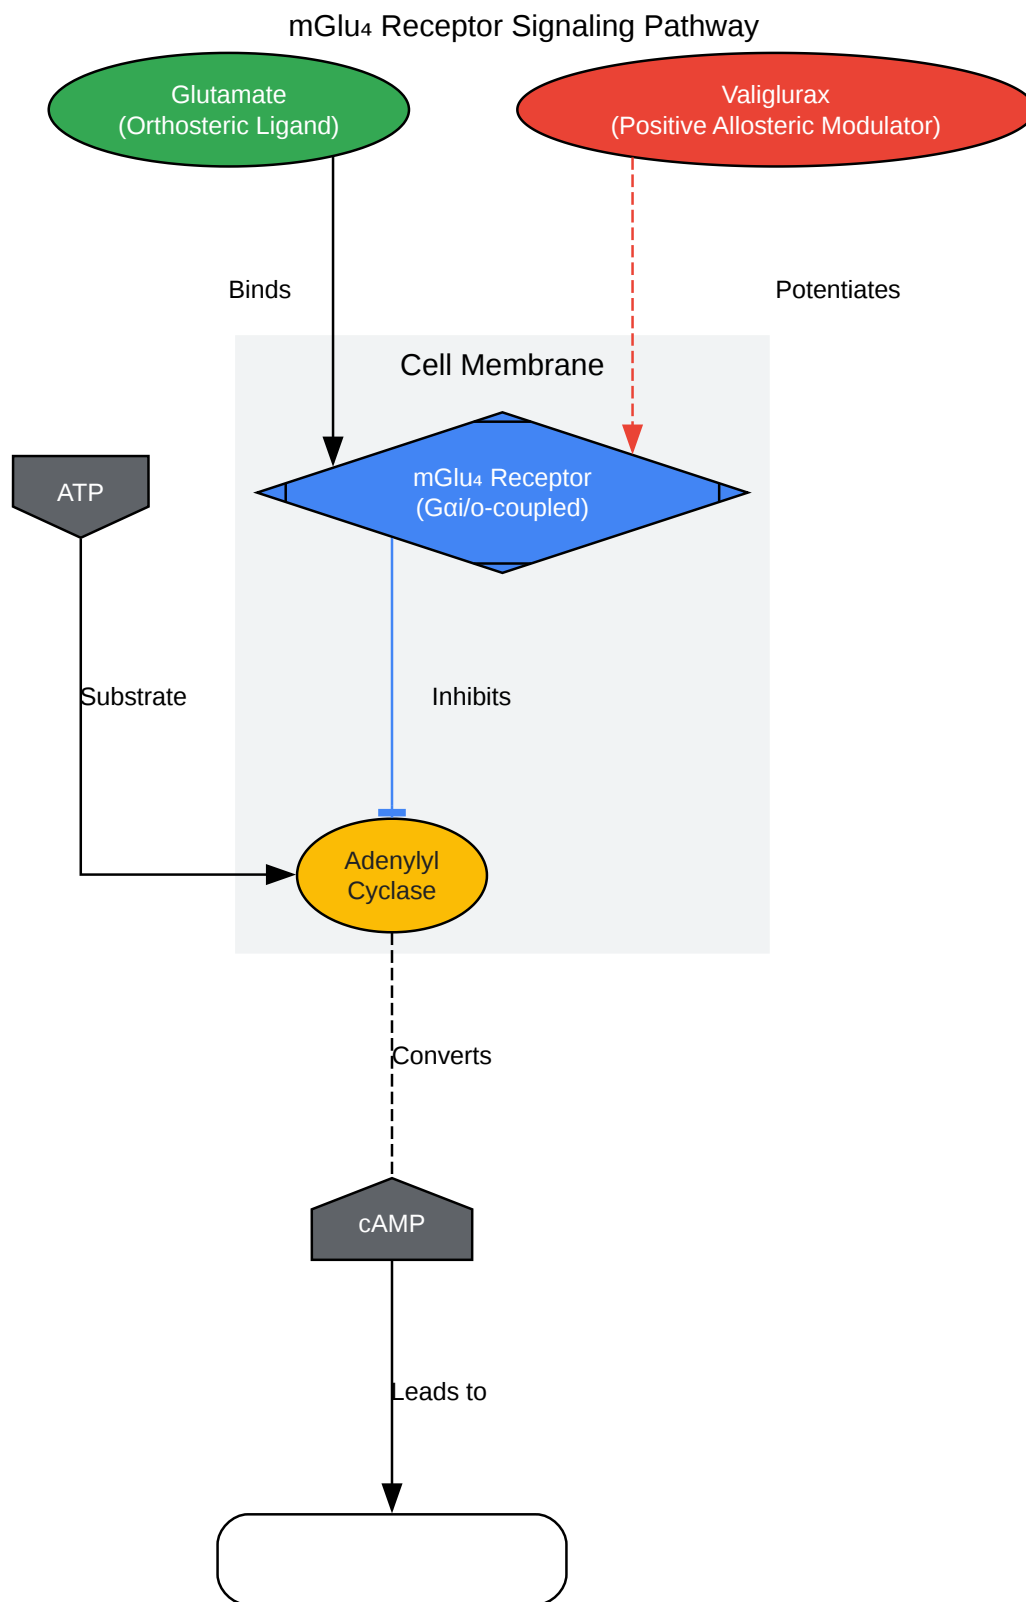 mGlu₄ Receptor Signaling Pathway
Glutamate
(Orthosteric Ligand)
Valiglurax
(Positive Allosteric Modulator)
Binds
Potentiates
Cell Membrane
mGlu₄ Receptor
(Gαi/o-coupled)
ATP
Substrate
Inhibits
Adenylyl
Cyclase
Converts
cAMP
Leads to